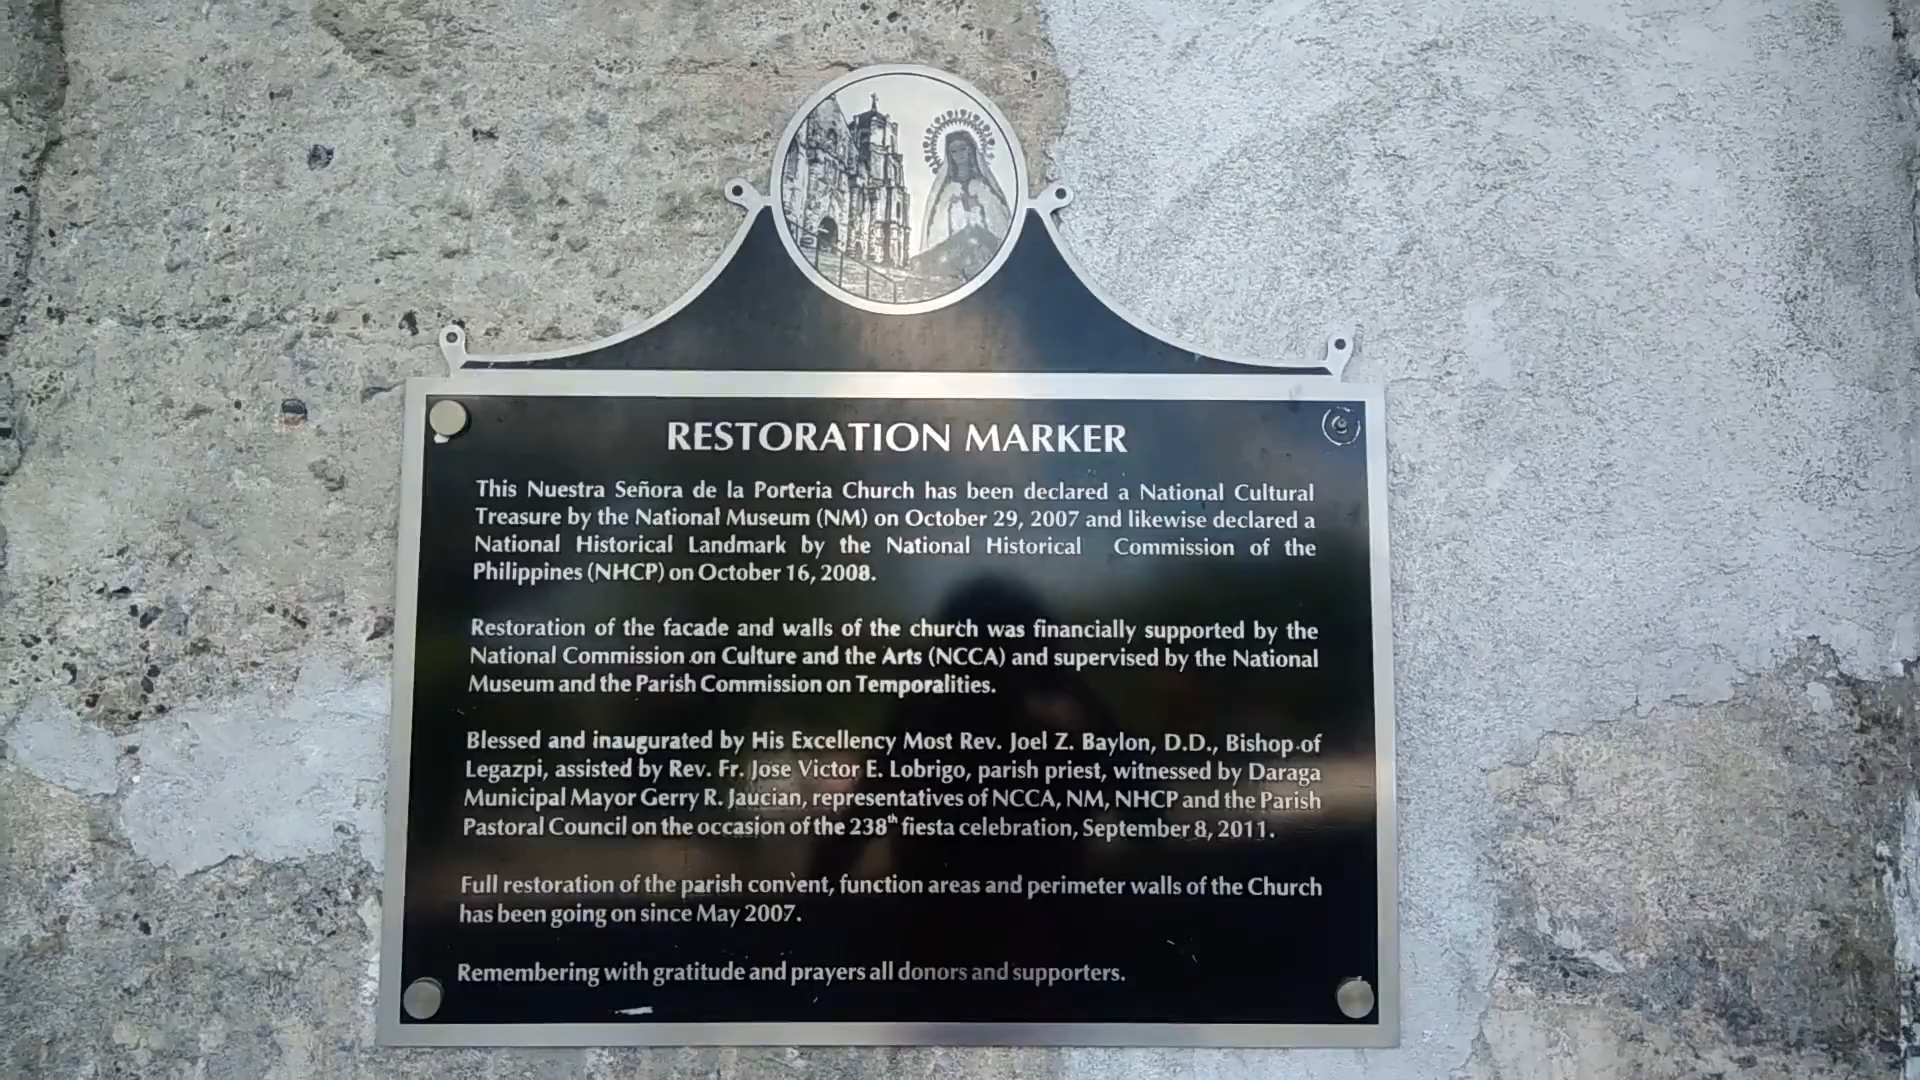 RESTORATION MARKER
This Nuestra Señora de la Porteria Church has been declared a National Cultural
Treasure by the National Museum (NM) on October 29, 2007 and likewise declared a
National Historical Landmark by the National Historical Commission of the
Philippines (NHCP) on October 16, 2008.
Restoration of the facade and walls of the church was financially supported by the
National Commission on Culture and the Arts (NCCA) and supervised by the National
Museum and the Parish Commission on Temporalities.
Blessed and inaugurated by His Excellency Most Rev. Joel Z. Baylon, D.D., Bishop of
Legazpi, assisted by Rev. Fr. Jose Victor E. Lobrigo, parish priest, witnessed by Daraga
Municipal Mayor Gerry R. Jaucian, representatives of NCCA, NM, NHCP and the Parish
Pastoral Council on the occasion of the 238th fiesta celebration, September 8, 2011.
Full restoration of the parish convent, function areas and perimeter walls of the Church
has been going on since May 2007.
Remembering with gratitude and prayers all donors and supporters.